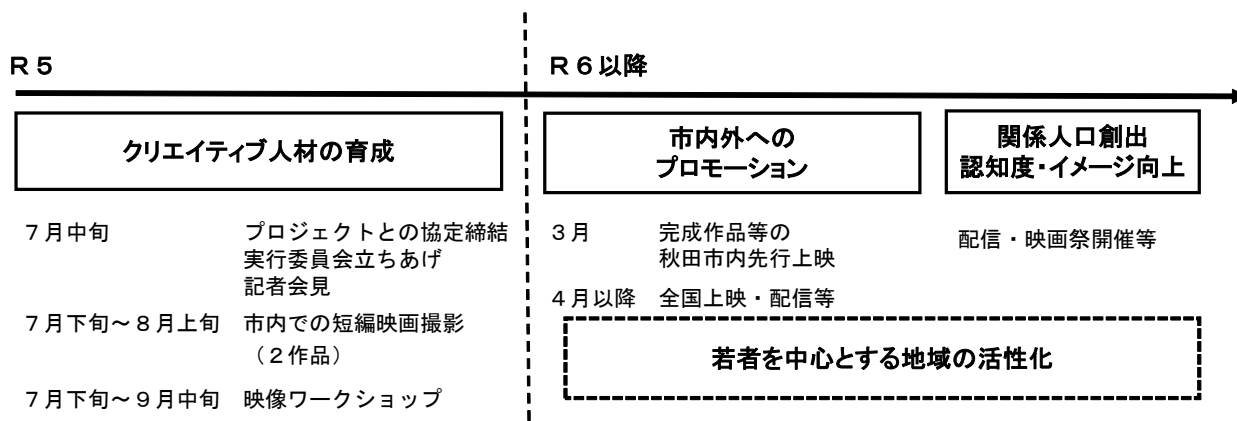 R5
R6以降
クリエイティブ人材の育成
市内外への
プロモーション
関係人口創出
認知度・イメージ向上
7月中旬 プロジェクトとの協定締結
実行委員会立ちあげ
記者会見
7月下旬～8月上旬 市内での短編映画撮影
（2作品）
7月下旬～9月中旬 映像ワークショップ
3月 完成作品等の
秋田市内先行上映
4月以降 全国上映・配信等
配信・映画祭開催等
若者を中心とする地域の活性化